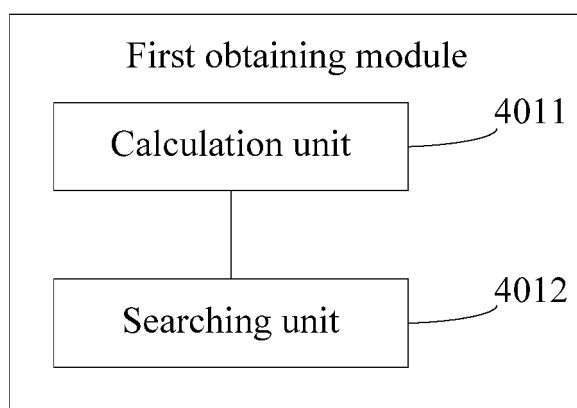 First obtaining module
4011
Calculation unit
4012
Searching unit